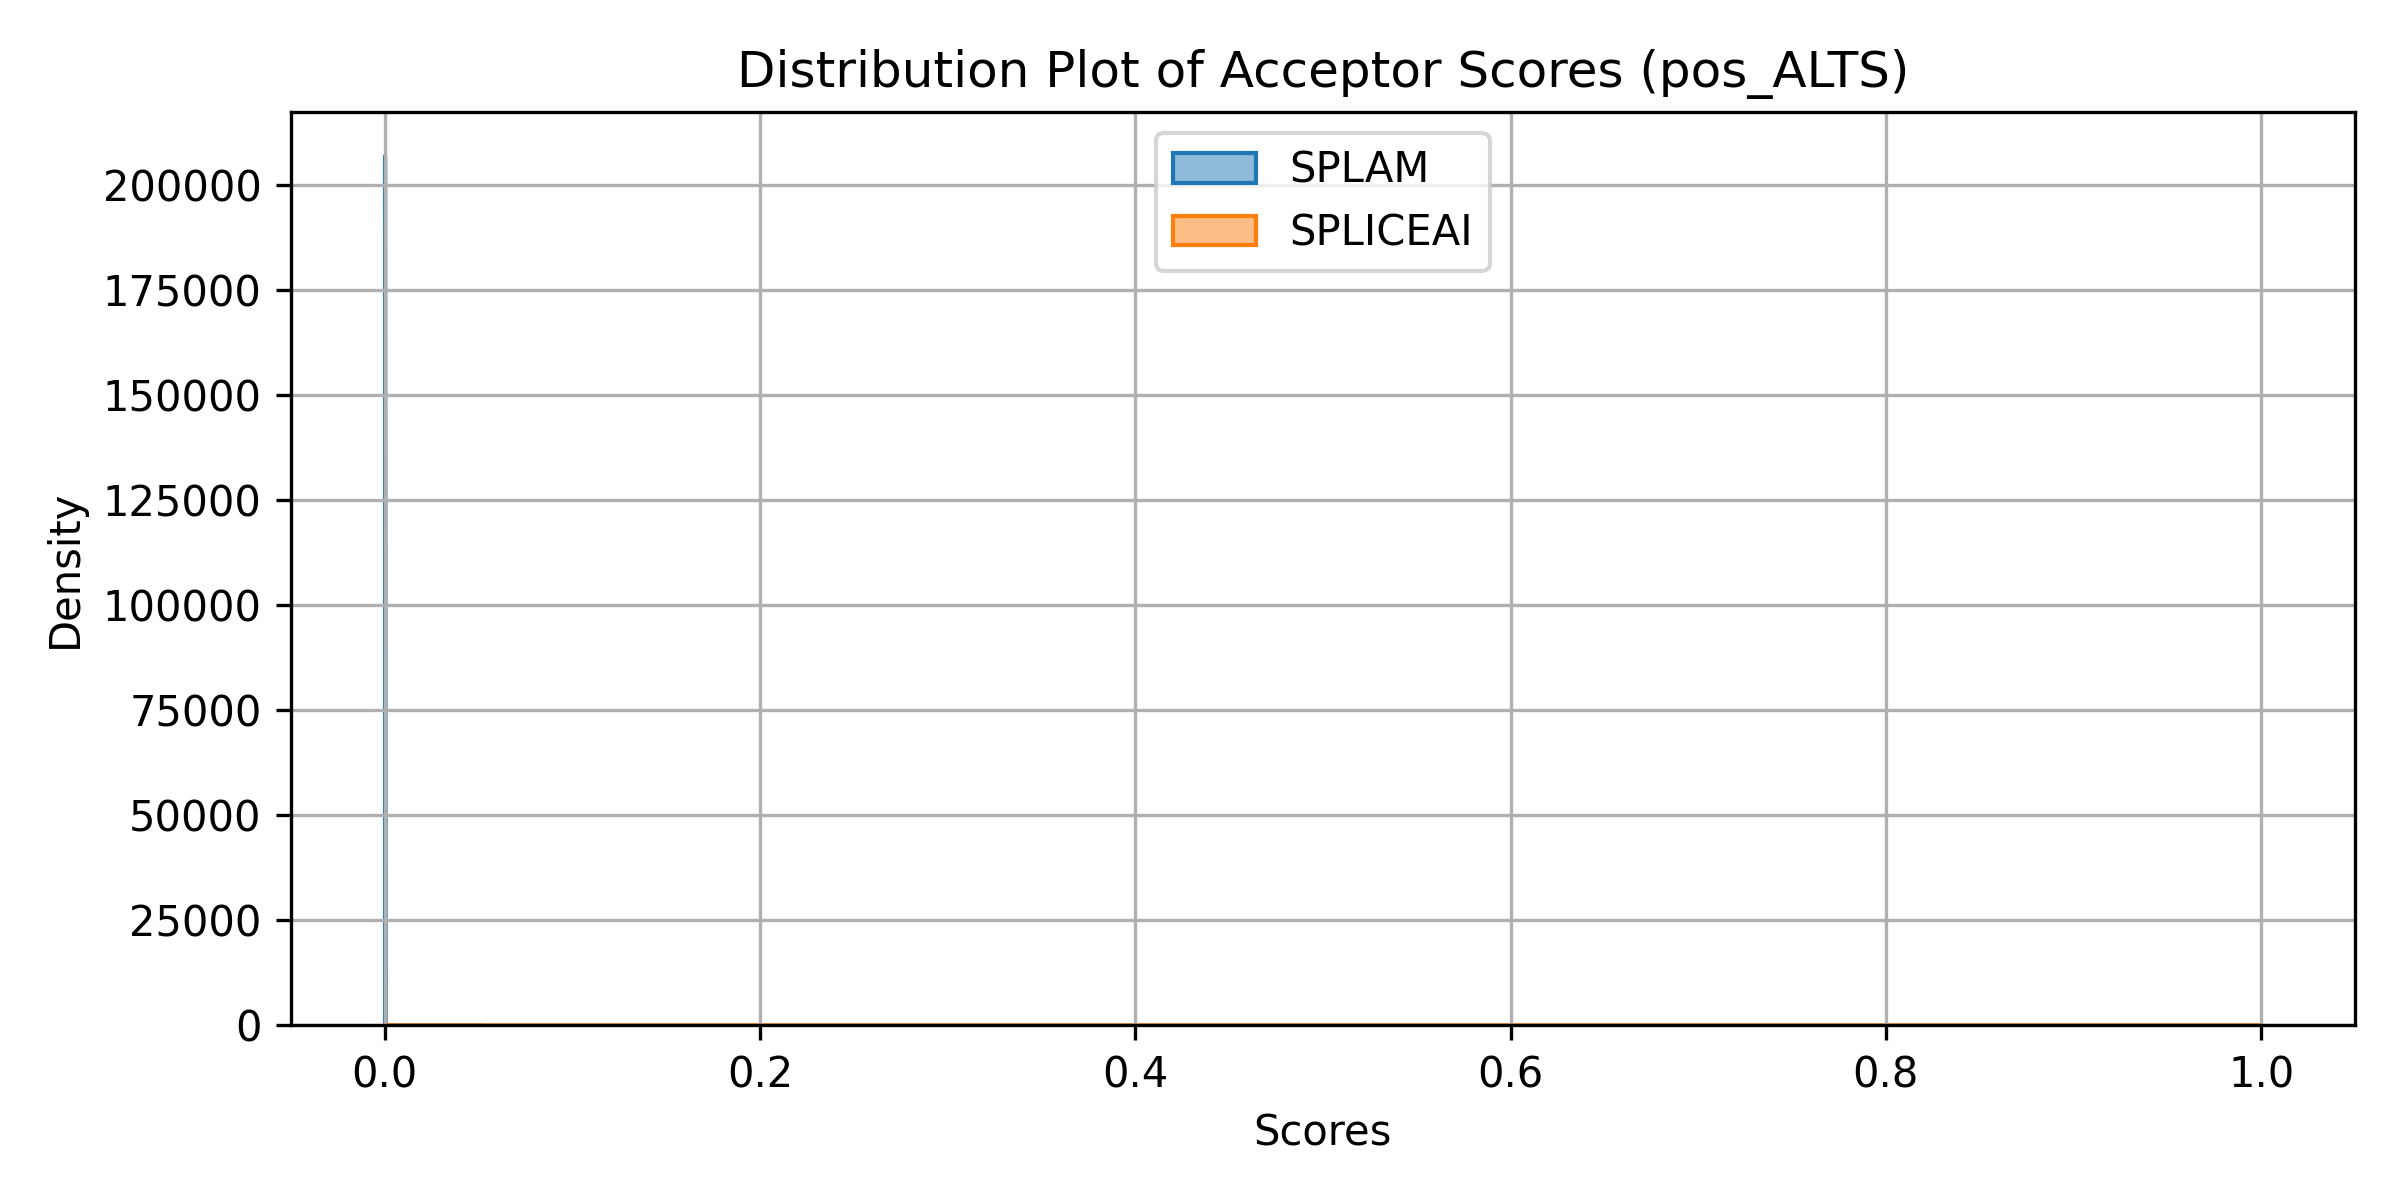 Distribution Plot of Acceptor Scores (pos_ALTS)
SPLAM
SPLICEAI
200000
175000
150000
125000
100000
75000
50000
25000
0
Density
0.0 0.2 0.4 0.6 0.8 1.0
Scores